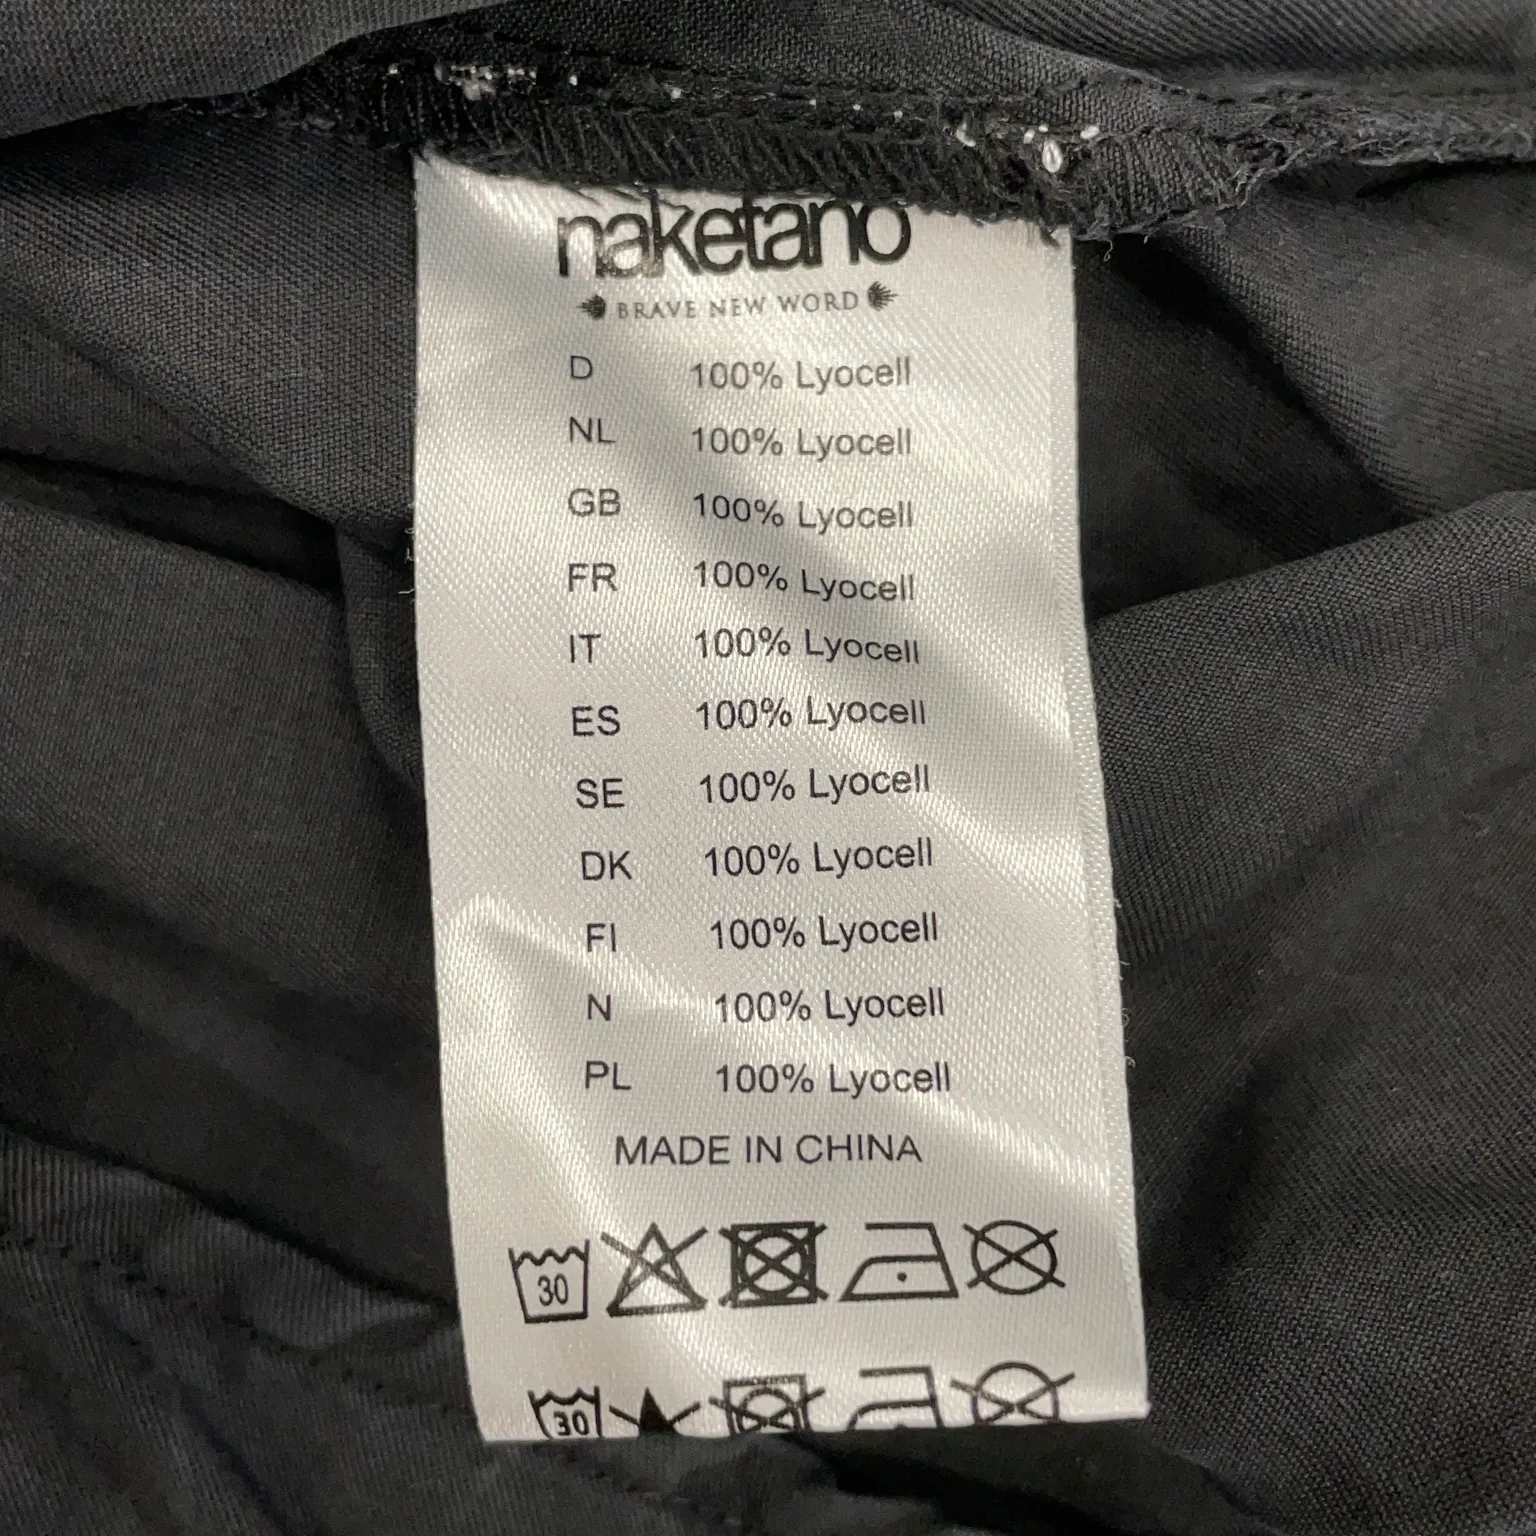 naketano
BRAVE NEW WORD
D 100% Lyocell
NL 100% Lyocell
GB 100% Lyocell
FR 100% Lyocell
IT 100% Lyocell
ES 100% Lyocell
SE 100% Lyocell
DK 100% Lyocell
FI 100% Lyocell
N 100% Lyocell
PL 100% Lyocell
MADE IN CHINA
30
30